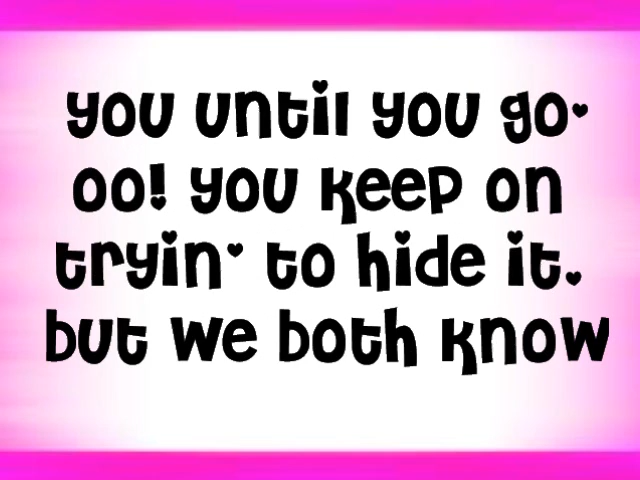 you until you go-
oo! you keep on
tryin' to hide it.
but we both know